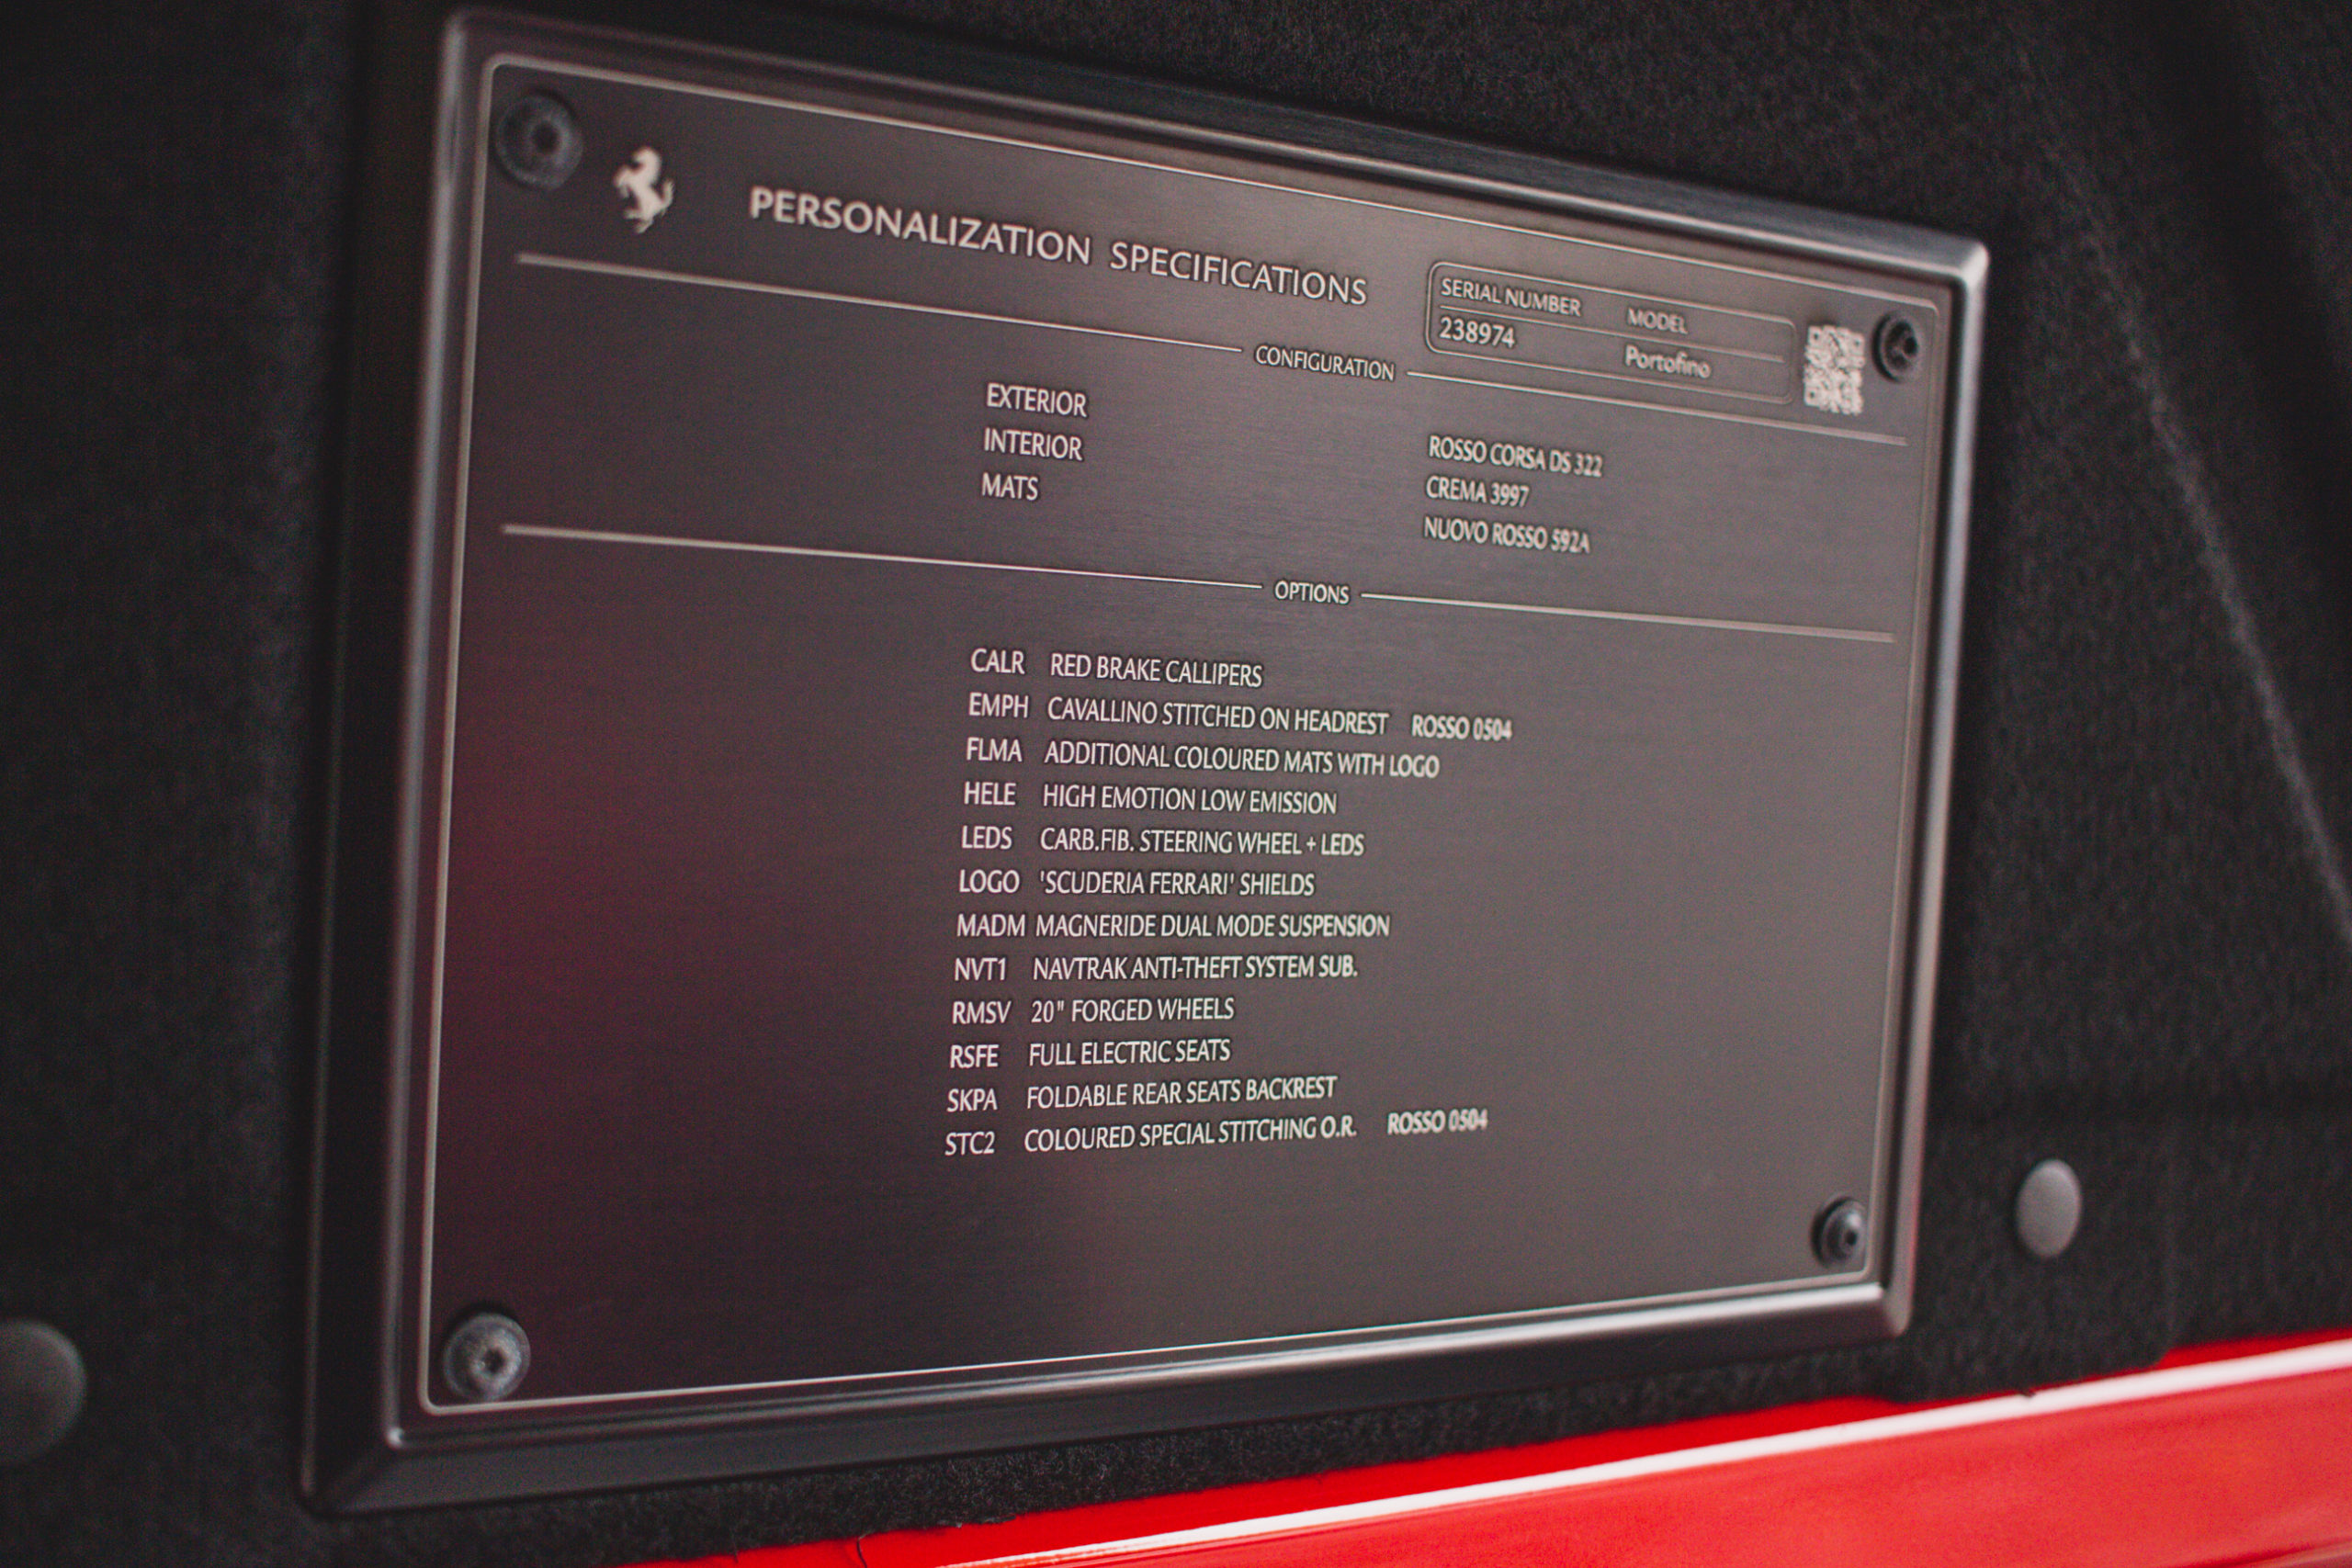 PERSONALIZATION SPECIFICATIONS
SERIAL NUMBER MODEL
238974 Portofino
CONFIGURATION
EXTERIOR ROSSO CORSA DS 322
INTERIOR CREMA 3997
MATS NUOVO ROSSO 592A
OPTIONS
CALR RED BRAKE CALLIPERS
EMPH CAVALLINO STITCHED ON HEADREST ROSSO 0504
FLMA ADDITIONAL COLOURED MATS WITH LOGO
HELE HIGH EMOTION LOW EMISSION
LEDS CARB.FIB. STEERING WHEEL + LEDS
LOGO 'SCUDERIA FERRARI' SHIELDS
MADM MAGNERIDE DUAL MODE SUSPENSION
NVT1 NAVTRAK ANTI-THEFT SYSTEM SUB.
RMSV 20" FORGED WHEELS
RSFE FULL ELECTRIC SEATS
SKPA FOLDABLE REAR SEATS BACKREST
STC2 COLOURED SPECIAL STITCHING O.R. ROSSO 0504